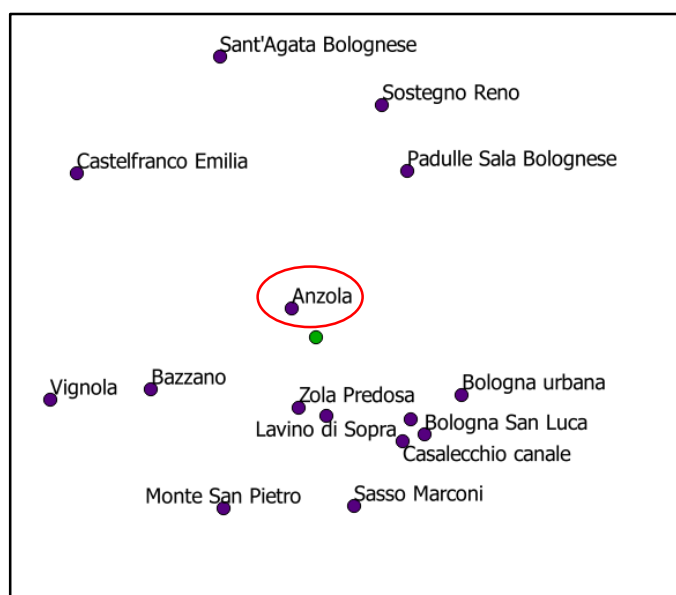 Sant'Agata Bolognese
Sostegno Reno
Padulle Sala Bolognese
Castelfranco Emilia
Anzola
Vignola
Bazzano
Bologna urbana
Zola Predosa
Lavino di Sopra
Bologna San Luca
Casalecchio canale
Monte San Pietro
Sasso Marconi